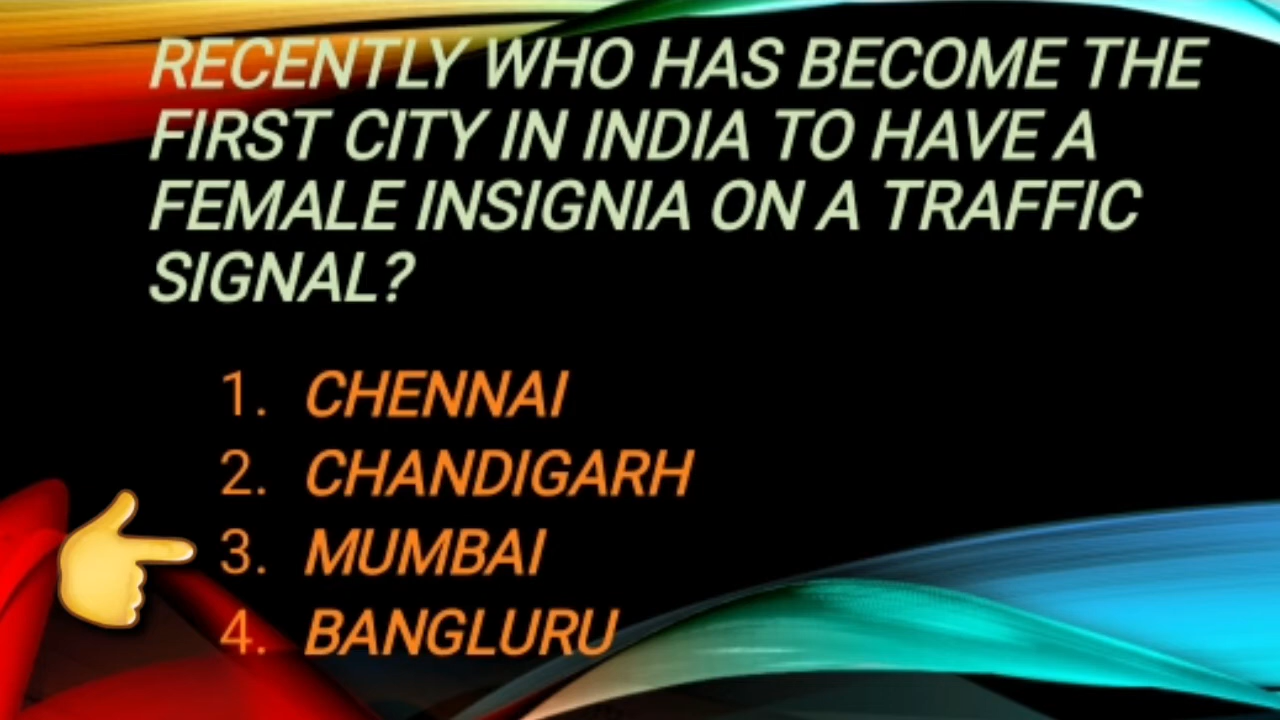 RECENTLY WHO HAS BECOME THE
FIRST CITY IN INDIA TO HAVE A
FEMALE INSIGNIA ON A TRAFFIC
SIGNAL?
1. CHENNAI
2. CHANDIGARH
3. MUMBAI
4. BANGLURU